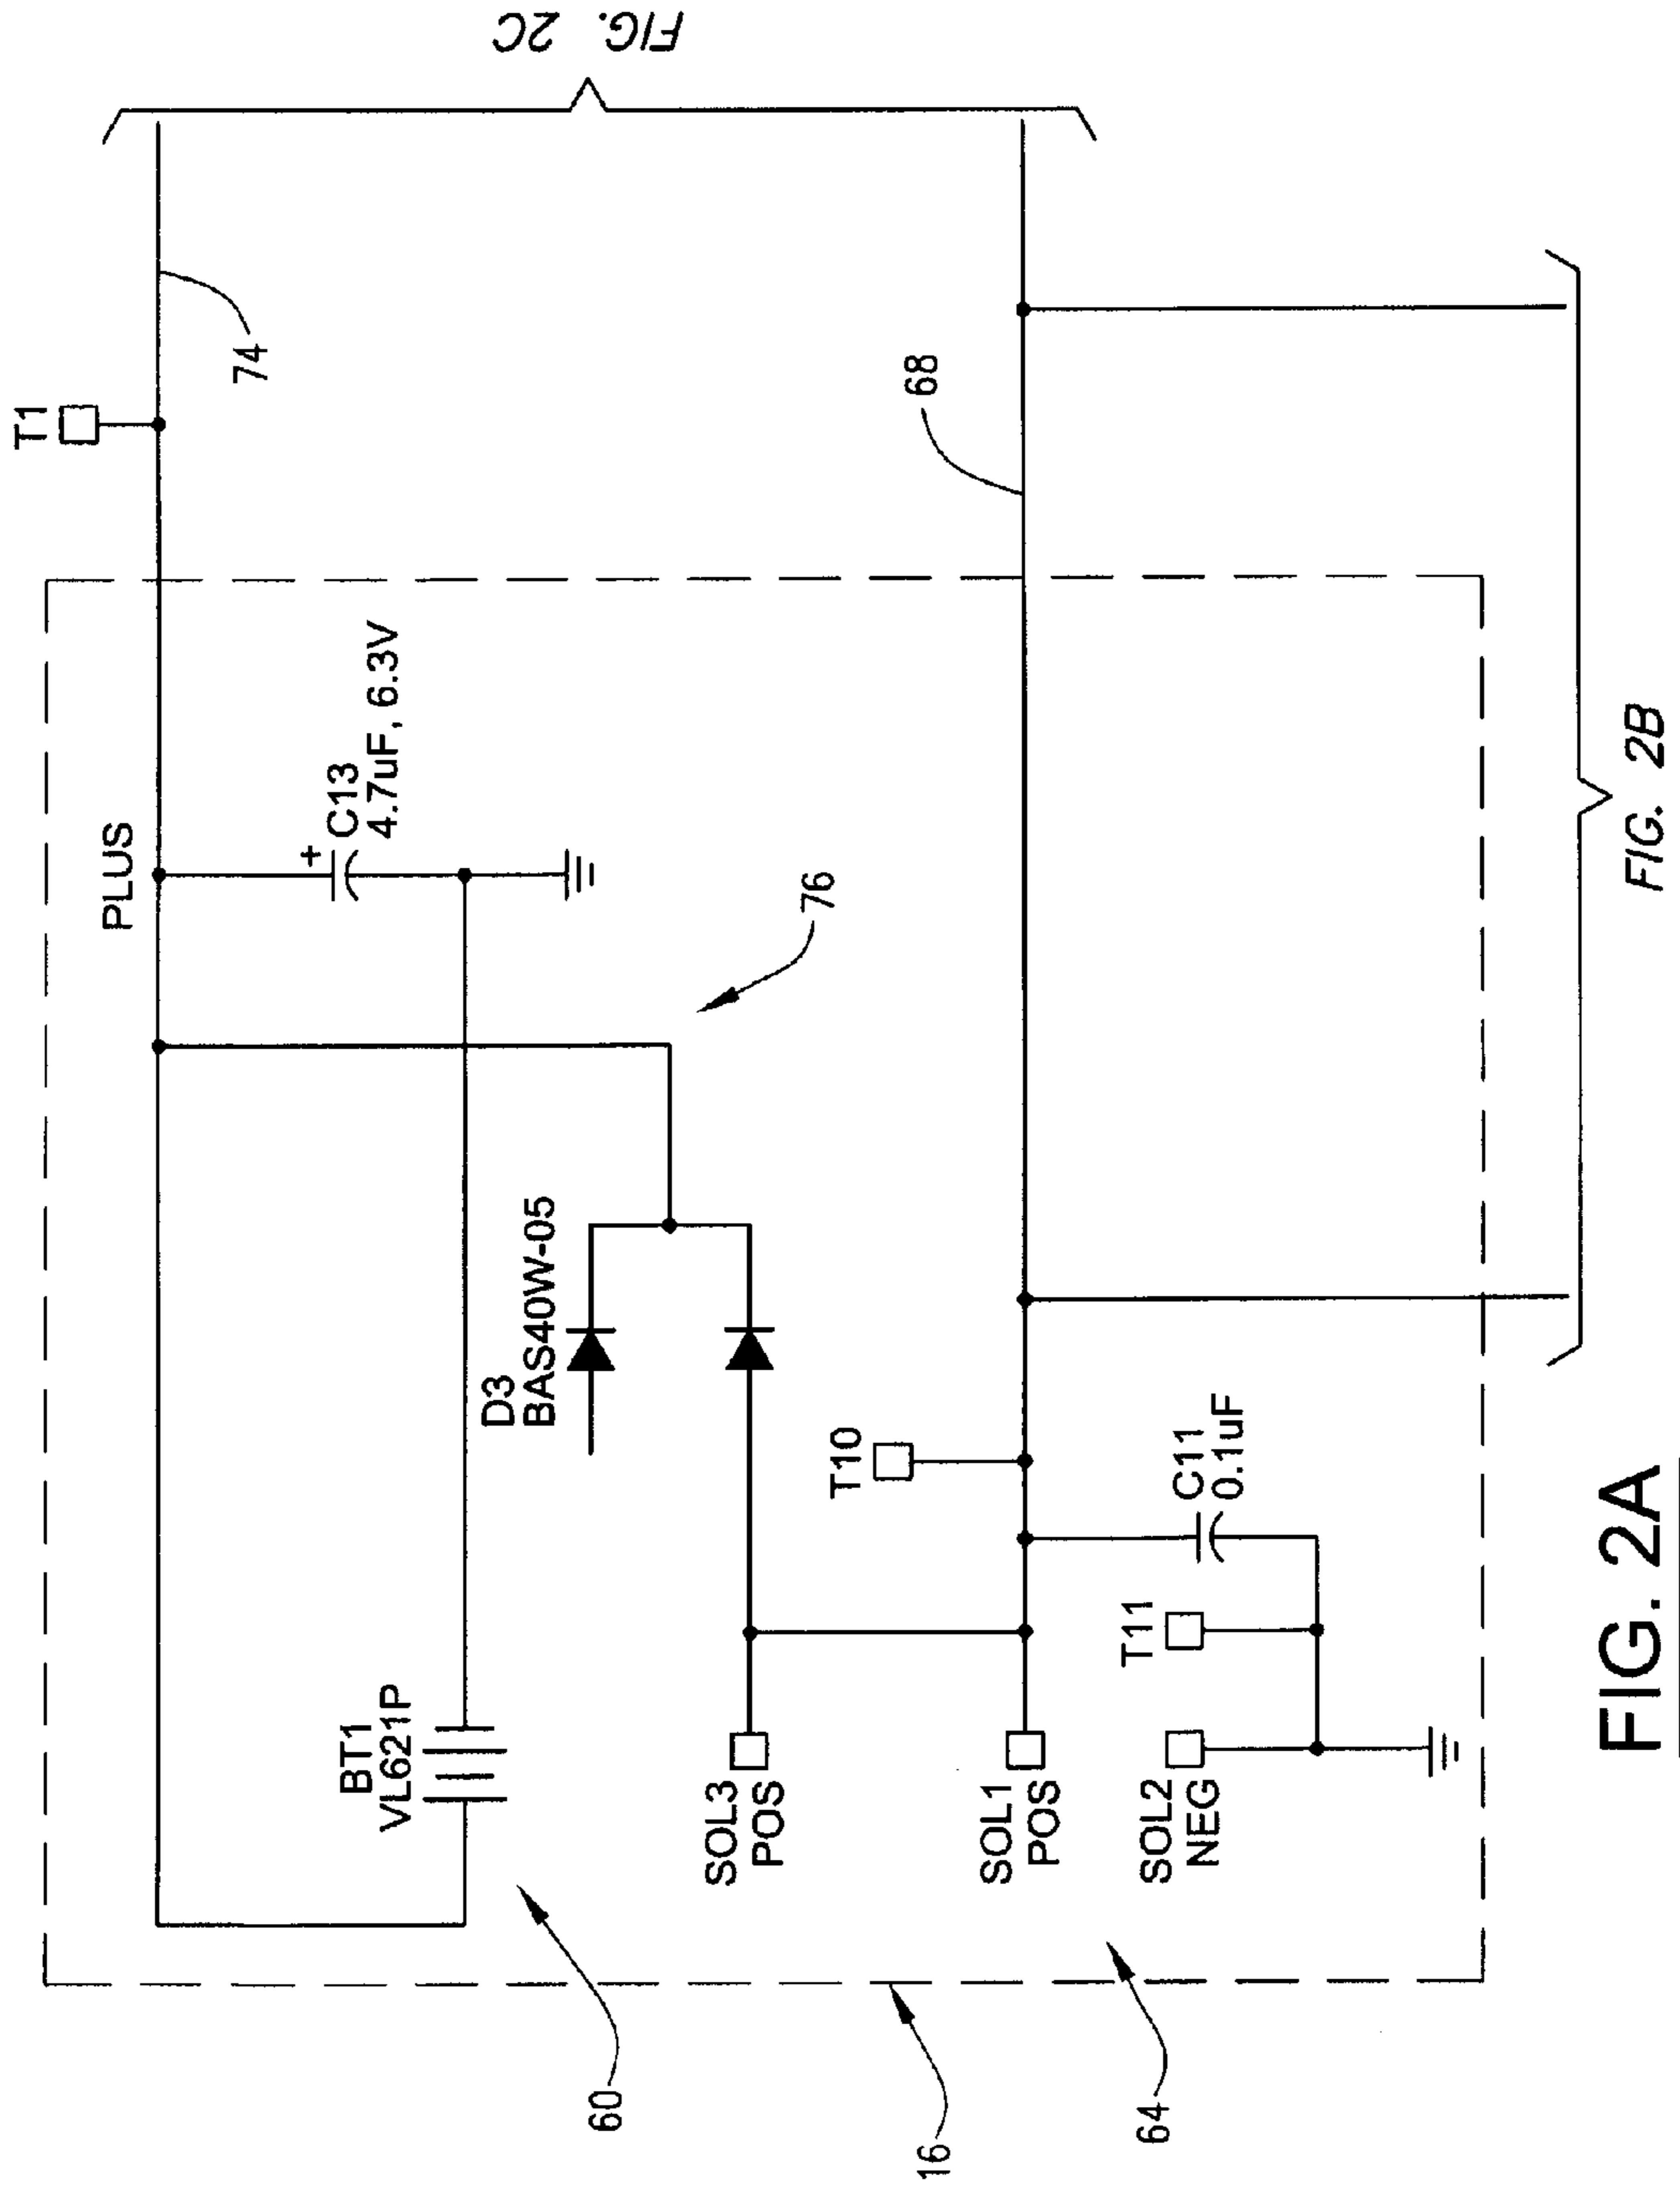 T1
FIG. 2C
74
PLUS
+
C13
4.7uF, 6.3V
68
76
D3
BAS40W-05
BT1
VL621P
T10
SOL3
POS
SOL1
POS
C11
0.1uF
T11
SOL2
NEG
60
16
64
FIG. 2B
FIG. 2A